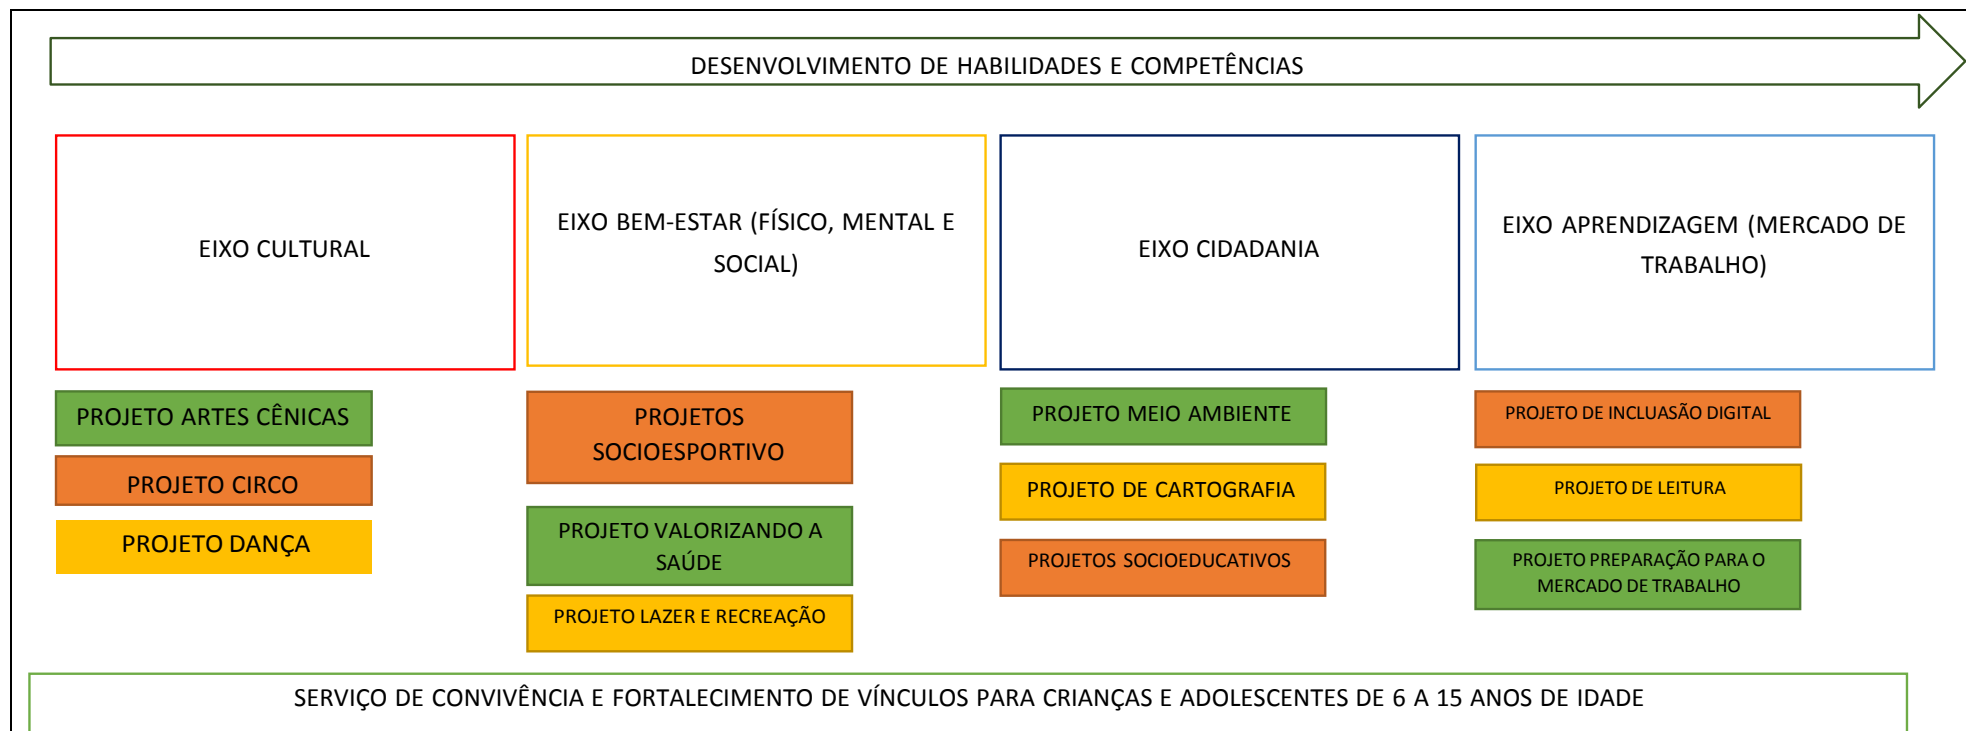 DESENVOLVIMENTO DE HABILIDADES E COMPETÊNCIAS
EIXO CULTURAL
EIXO BEM-ESTAR (FÍSICO, MENTAL E
SOCIAL)
EIXO CIDADANIA
EIXO APRENDIZAGEM (MERCADO DE
TRABALHO)
PROJETO ARTES CÊNICAS
PROJETO CIRCO
PROJETO DANÇA
PROJETOS
SOCIOESPORTIVO
PROJETO VALORIZANDO A
SAÚDE
PROJETO LAZER E RECREAÇÃO
PROJETO MEIO AMBIENTE
PROJETO DE CARTOGRAFIA
PROJETOS SOCIOEDUCATIVOS
PROJETO DE INCLUASÃO DIGITAL
PROJETO DE LEITURA
PROJETO PREPARAÇÃO PARA O
MERCADO DE TRABALHO
SERVIÇO DE CONVIVÊNCIA E FORTALECIMENTO DE VÍNCULOS PARA CRIANÇAS E ADOLESCENTES DE 6 A 15 ANOS DE IDADE